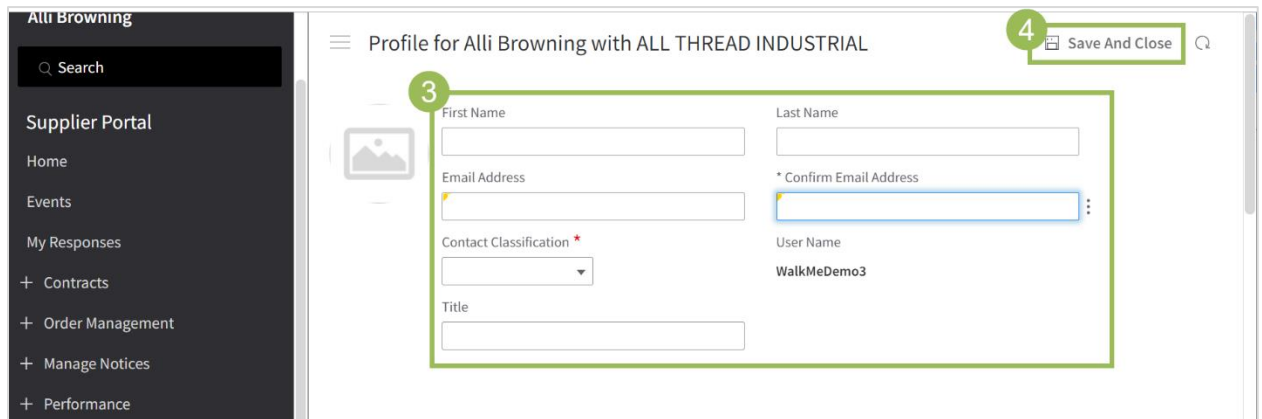 Alli Browning
Search
Supplier Portal
Home
Events
My Responses
+ Contracts
+ Order Management
+ Manage Notices
+ Performance
Profile for Alli Browning with ALL THREAD INDUSTRIAL
4
Save And Close
3
First Name
Last Name
Email Address
* Confirm Email Address
Contact Classification *
User Name
WalkMeDemo3
Title